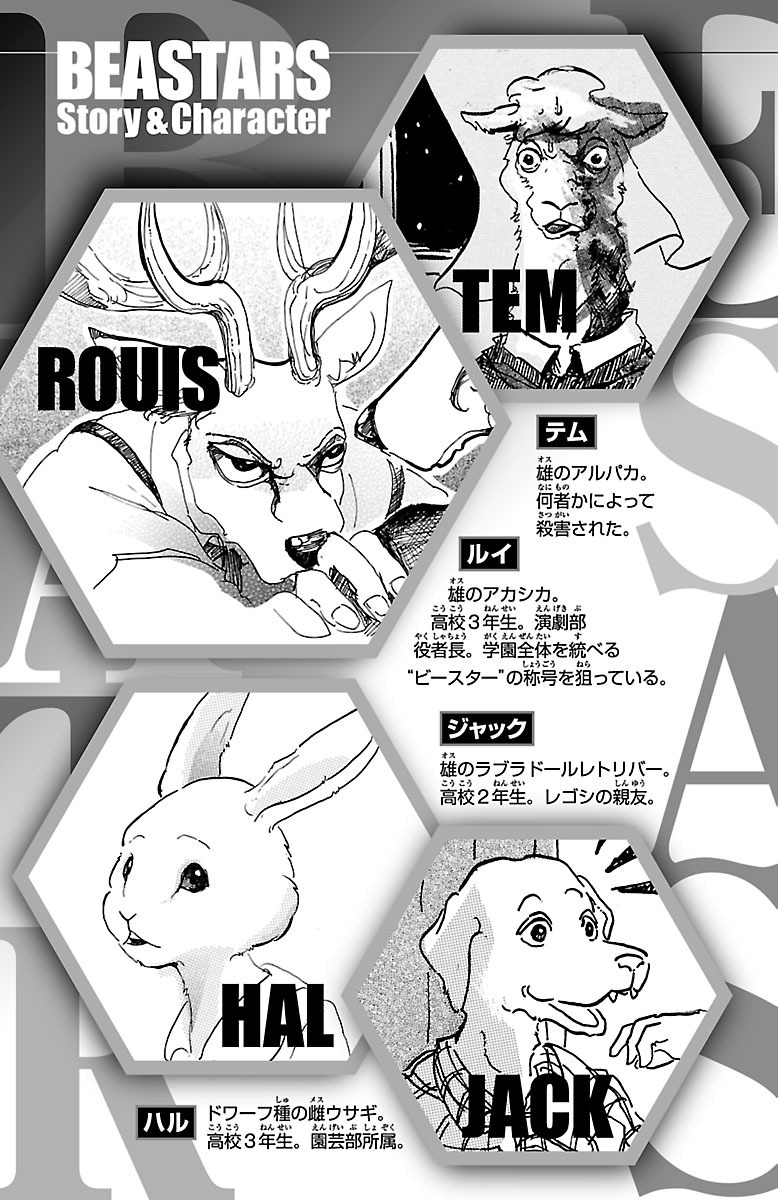 BEASTARS
Story & Character
TEM
ROUIS
テム
雄のアルパカ。
何者かによって
殺害された。
ルイ
雄のアカシカ。
高校3年生。演劇部
役者長。学園全体を統べる
“ビースター”の称号を狙っている。
ジャック
雄のラブラドールレトリバー。
高校2年生。レゴシの親友。
HAL
JACK
ハル
ドワーフ種の雌ウサギ。
高校3年生。園芸部所属。